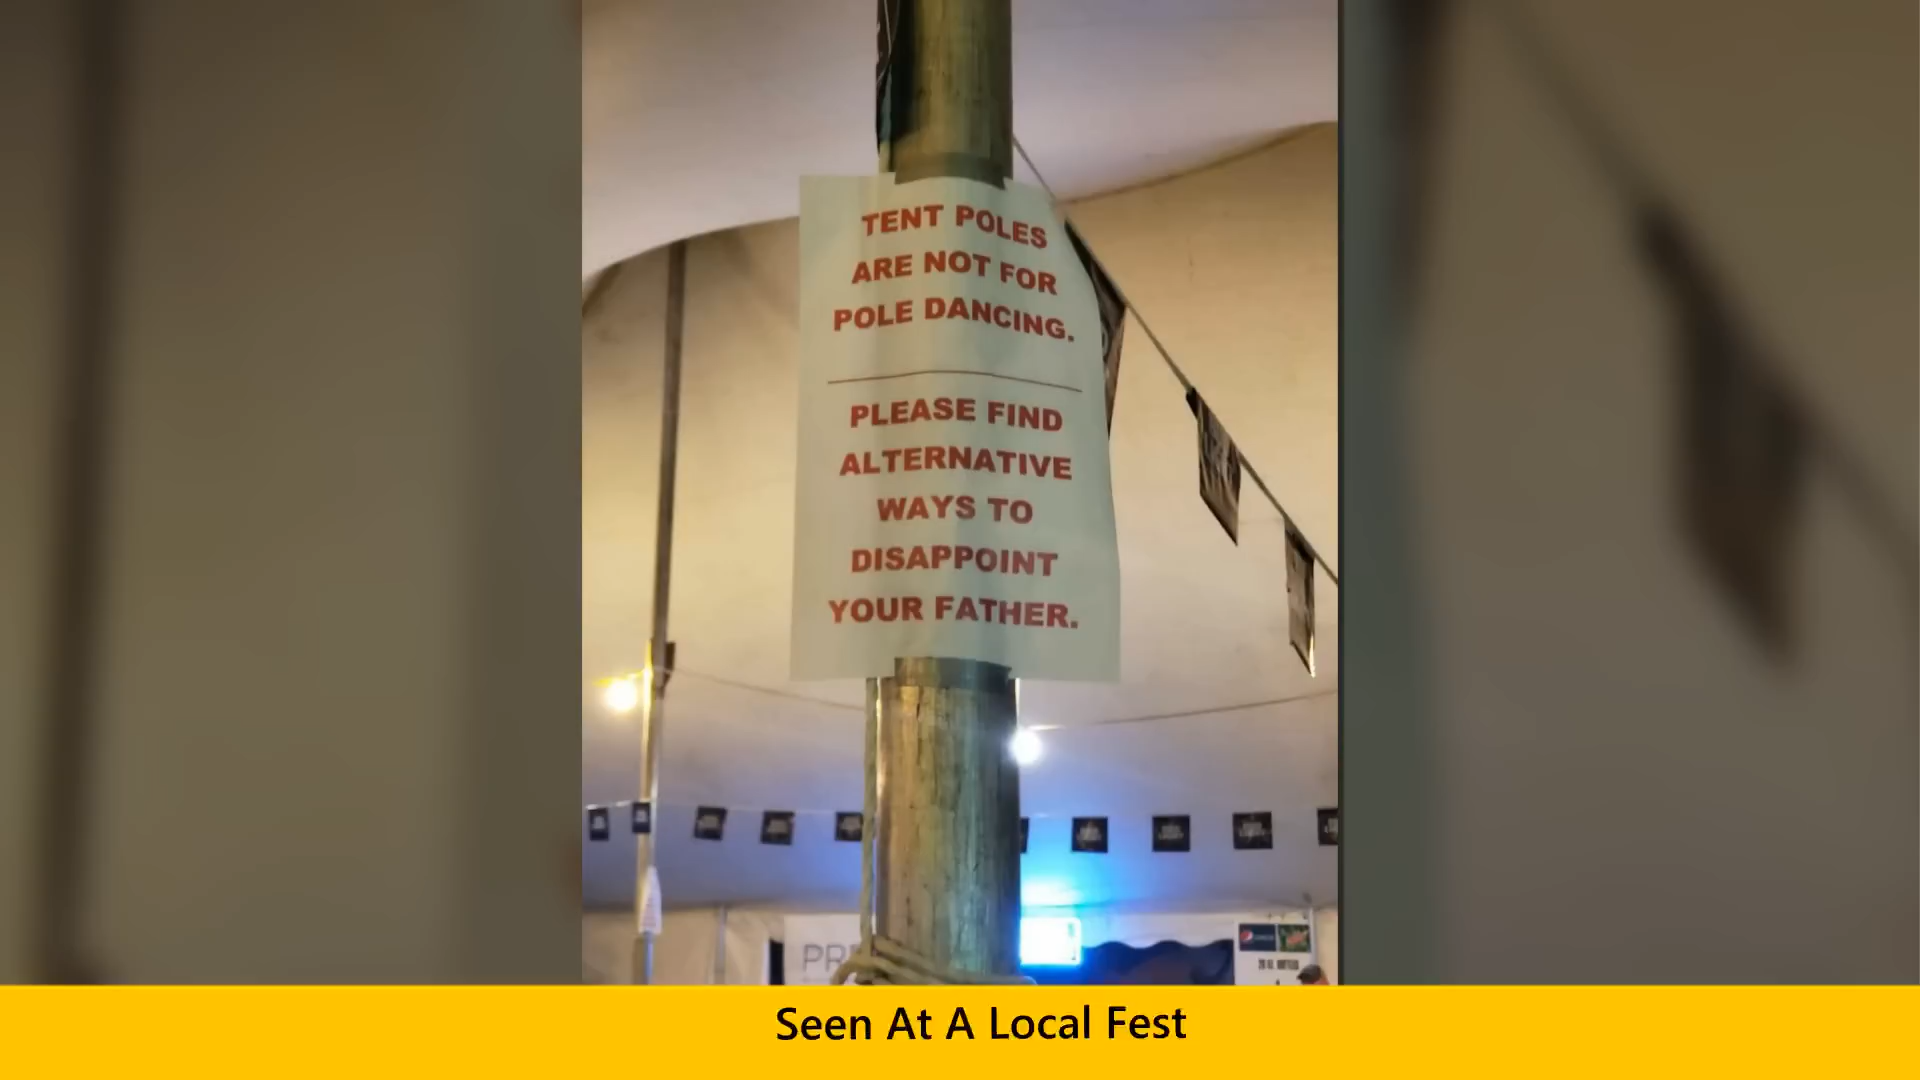 TENT POLES
ARE NOT FOR
POLE DANCING.
PLEASE FIND
ALTERNATIVE
WAYS TO
DISAPPOINT
YOUR FATHER.
PRE
Seen At A Local Fest